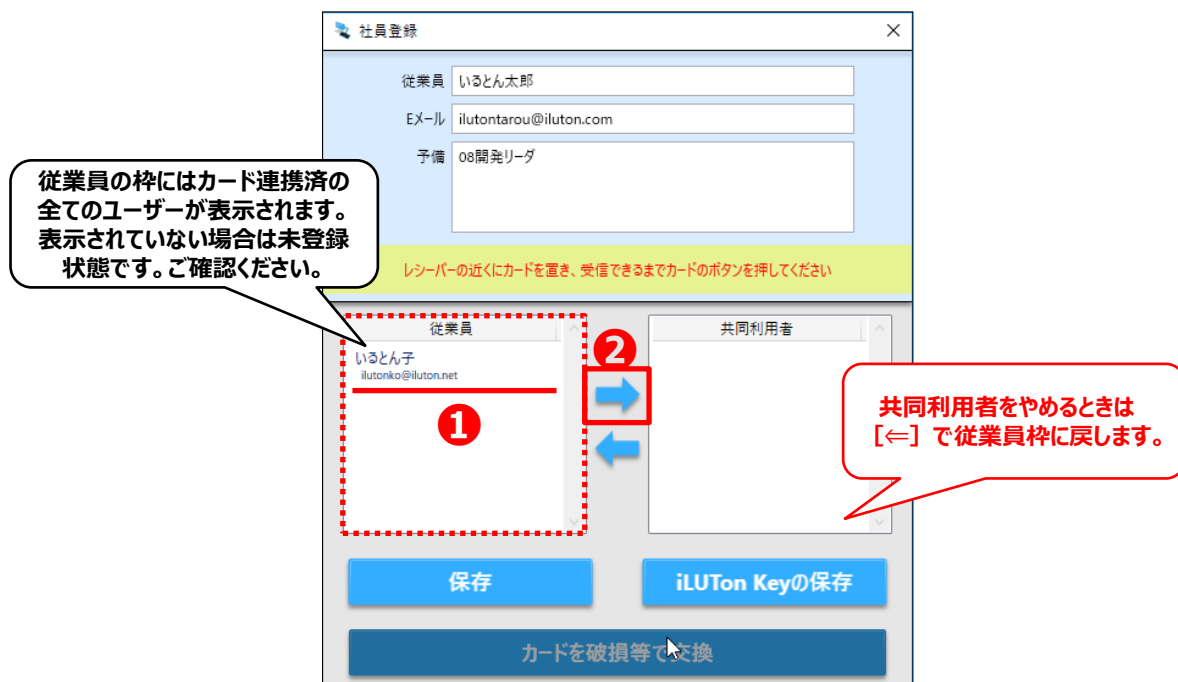 社員登録
従業員 いるとん太郎
Eメール ilutontarou@iluton.com
予備 08開発リーダ
従業員の枠にはカード連携済の
全てのユーザーが表示されます。
表示されていない場合は未登録
状態です。ご確認ください。
レシーバーの近くにカードを置き、受信できるまでカードのボタンを押してください
従業員
いるとん子
ilutonko@iluton.net
❶
❷
共同利用者
共同利用者をやめるときは
[⇐] で従業員枠に戻します。
保存
iLUTon Keyの保存
カードを破損等で交換